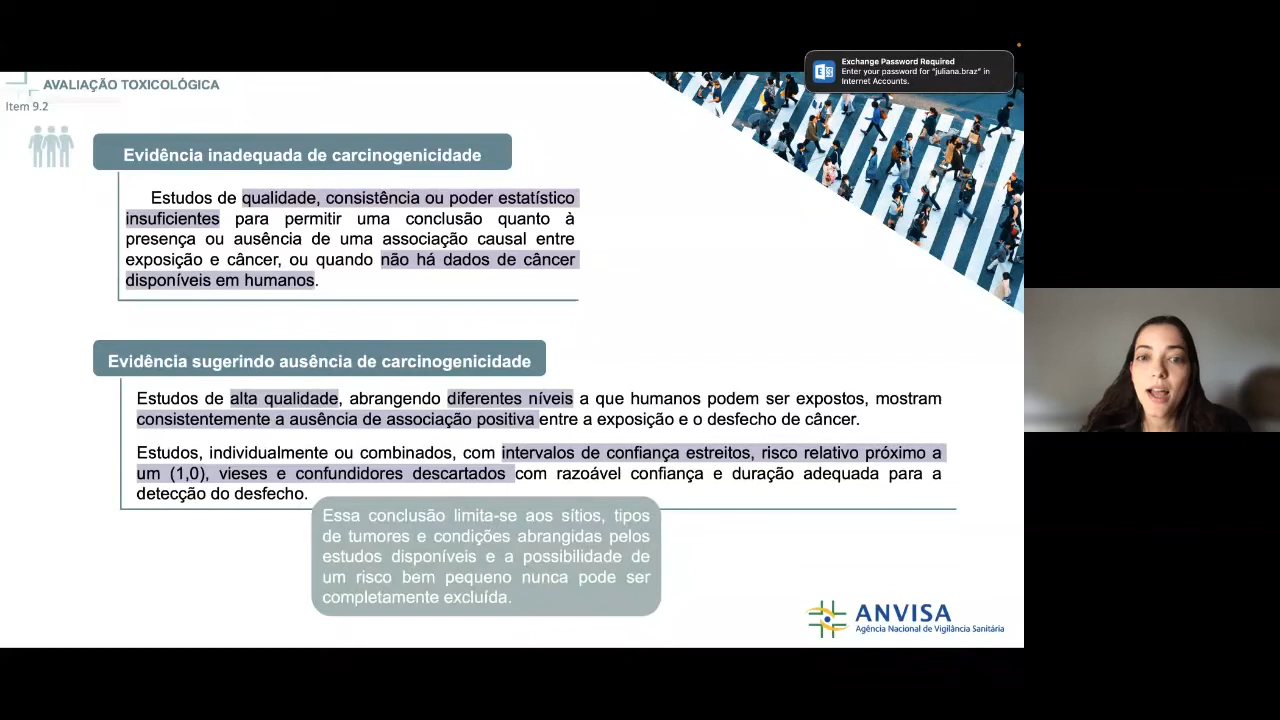 AVALIAÇÃO TOXICOLÓGICA
Item 9.2
Exchange Password Required
Enter your password for "juliana.braz" in
Internet Accounts.
Evidência inadequada de carcinogenicidade
Estudos de qualidade, consistência ou poder estatístico
insuficientes para permitir uma conclusão quanto à
presença ou ausência de uma associação causal entre
exposição e câncer, ou quando não há dados de câncer
disponíveis em humanos.
Evidência sugerindo ausência de carcinogenicidade
Estudos de alta qualidade, abrangendo diferentes níveis a que humanos podem ser expostos, mostram
consistentemente a ausência de associação positiva entre a exposição e o desfecho de câncer.
Estudos, individualmente ou combinados, com intervalos de confiança estreitos, risco relativo próximo a
um (1,0), vieses e confundidores descartados com razoável confiança e duração adequada para a
detecção do desfecho.
Essa conclusão limita-se aos sítios, tipos
de tumores e condições abrangidas pelos
estudos disponíveis e a possibilidade de
um risco bem pequeno nunca pode ser
completamente excluída.
ANVISA
Agência Nacional de Vigilância Sanitária